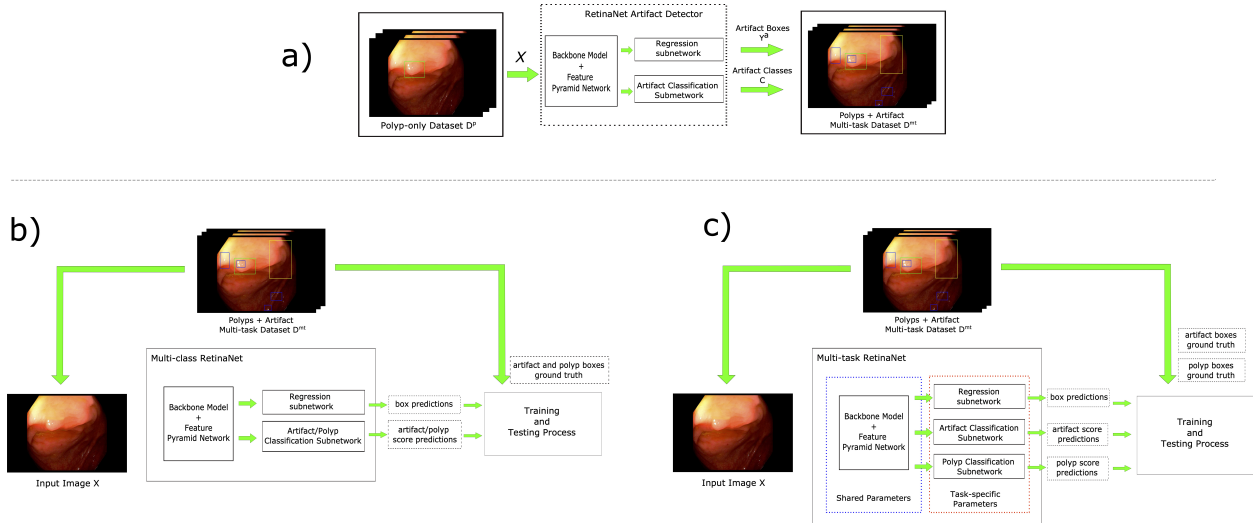 a)
Polyp-only Dataset Dᵖ
X
RetinaNet Artifact Detector
Backbone Model
+
Feature
Pyramid Network
Regression
subnetwork
Artifact Classification
Submetwork
Artifact Boxes
Yᵃ
Artifact Classes
C
Polyps + Artifact
Multi-task Dataset Dᵐᵗ
b)
Polyps + Artifact
Multi-task Dataset Dᵐᵗ
Input Image X
Multi-class RetinaNet
Backbone Model
+
Feature
Pyramid Network
Regression
subnetwork
Artifact/Polyp
Classification Subnetwork
box predictions
artifact/polyp
score predictions
artifact and polyp boxes
ground truth
Training
and
Testing Process
c)
Polyps + Artifact
Multi-task Dataset Dᵐᵗ
Input Image X
Multi-task RetinaNet
Backbone Model
+
Feature
Pyramid Network
Shared Parameters
Regression
subnetwork
Artifact Classification
Subnetwork
Polyp Classification
Subnetwork
Task-specific
Parameters
box predictions
artifact score
predictions
polyp score
predictions
artifact boxes
ground truth
polyp boxes
ground truth
Training
and
Testing Process